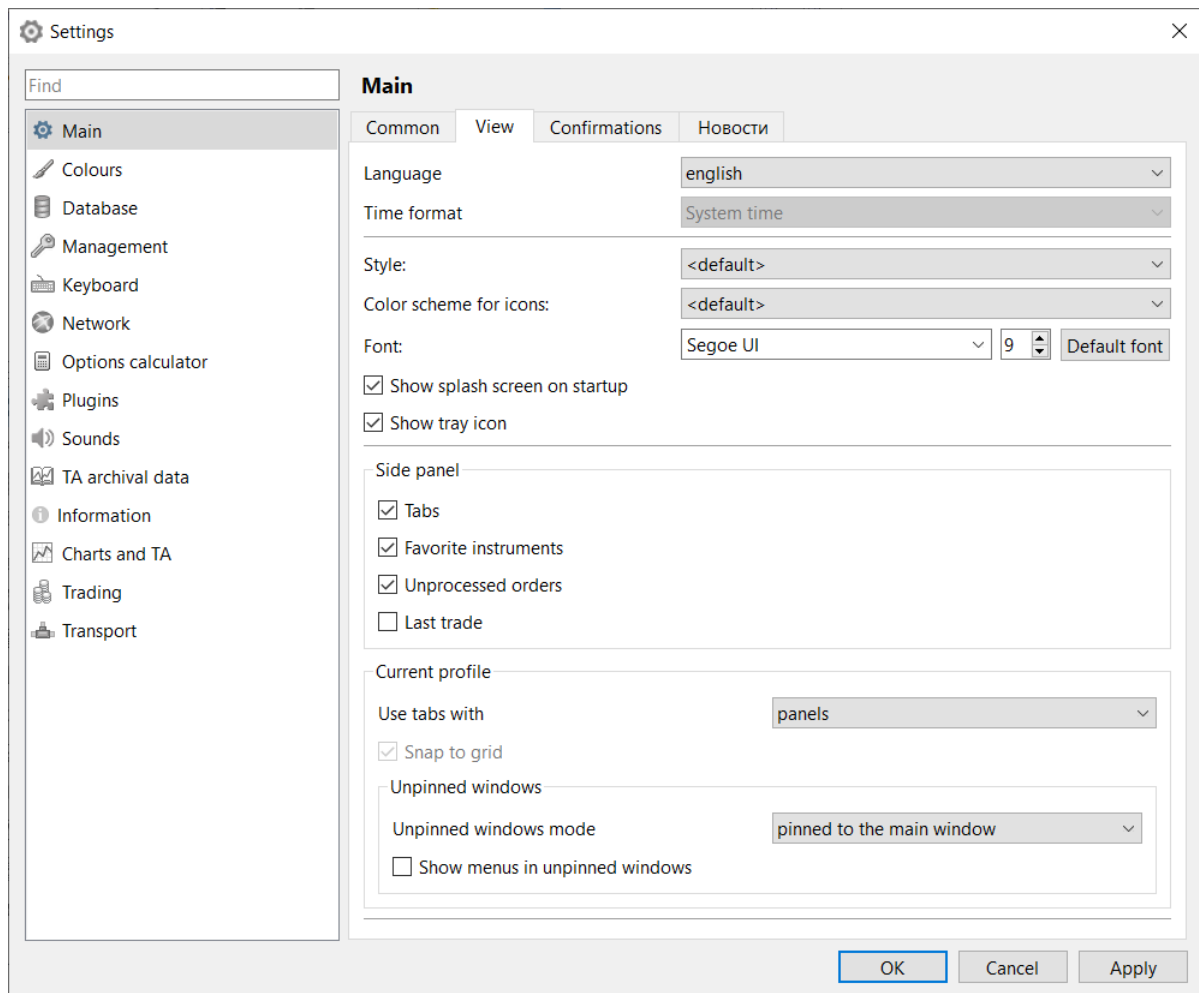 Settings
Find
Main
Colours
Database
Management
Keyboard
Network
Options calculator
Plugins
Sounds
TA archival data
Information
Charts and TA
Trading
Transport
Main
Common View Confirmations Новости
Language english
Time format System time
Style: <default>
Color scheme for icons: <default>
Font: Segoe UI 9 Default font
Show splash screen on startup
Show tray icon
Side panel
Tabs
Favorite instruments
Unprocessed orders
Last trade
Current profile
Use tabs with panels
Snap to grid
Unpinned windows
Unpinned windows mode pinned to the main window
Show menus in unpinned windows
OK Cancel Apply